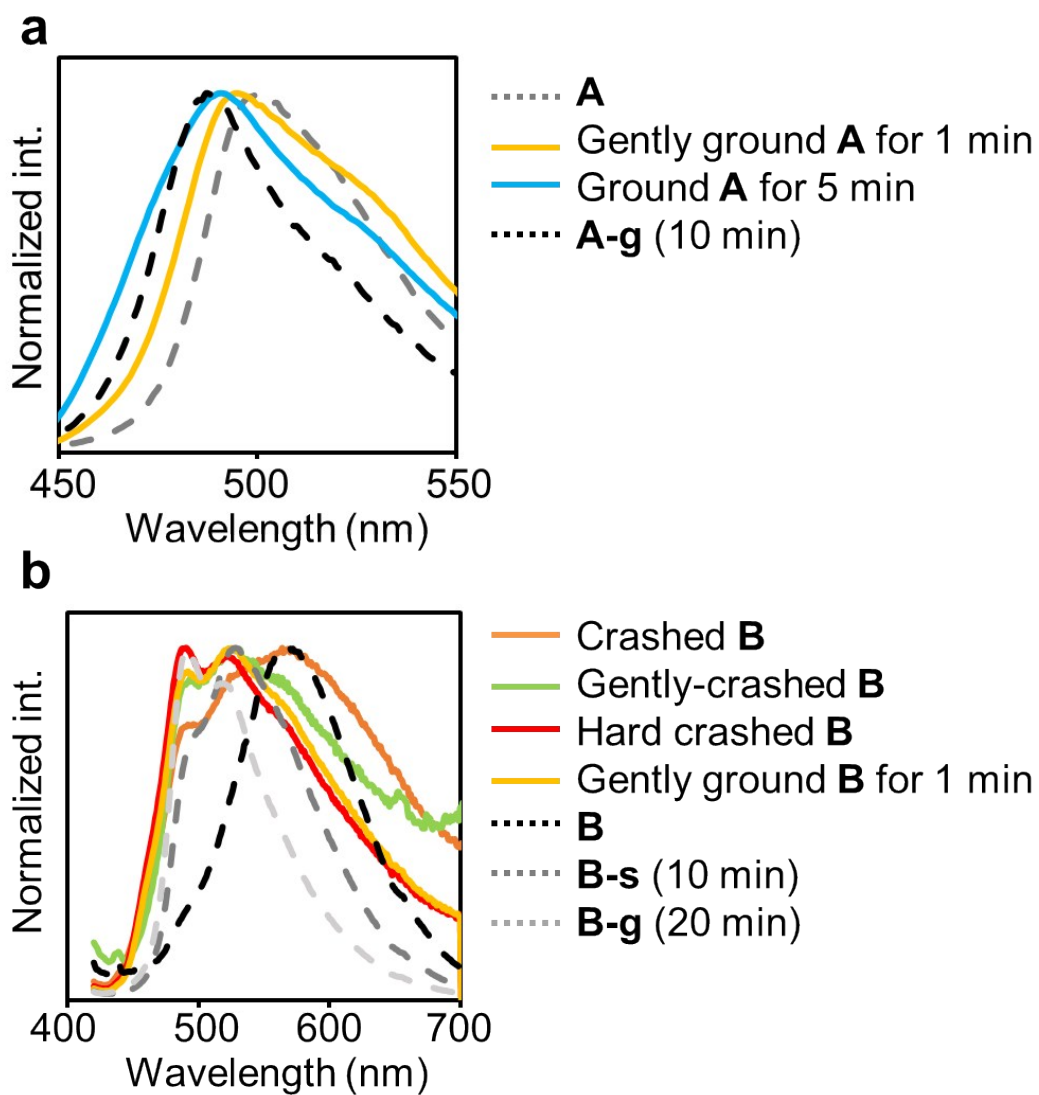 a
Normalized int.
450
500
550
Wavelength (nm)
A
Gently ground A for 1 min
Ground A for 5 min
A-g (10 min)
b
Normalized int.
400
500
600
700
Wavelength (nm)
Crashed B
Gently-crashed B
Hard crashed B
Gently ground B for 1 min
B
B-s (10 min)
B-g (20 min)